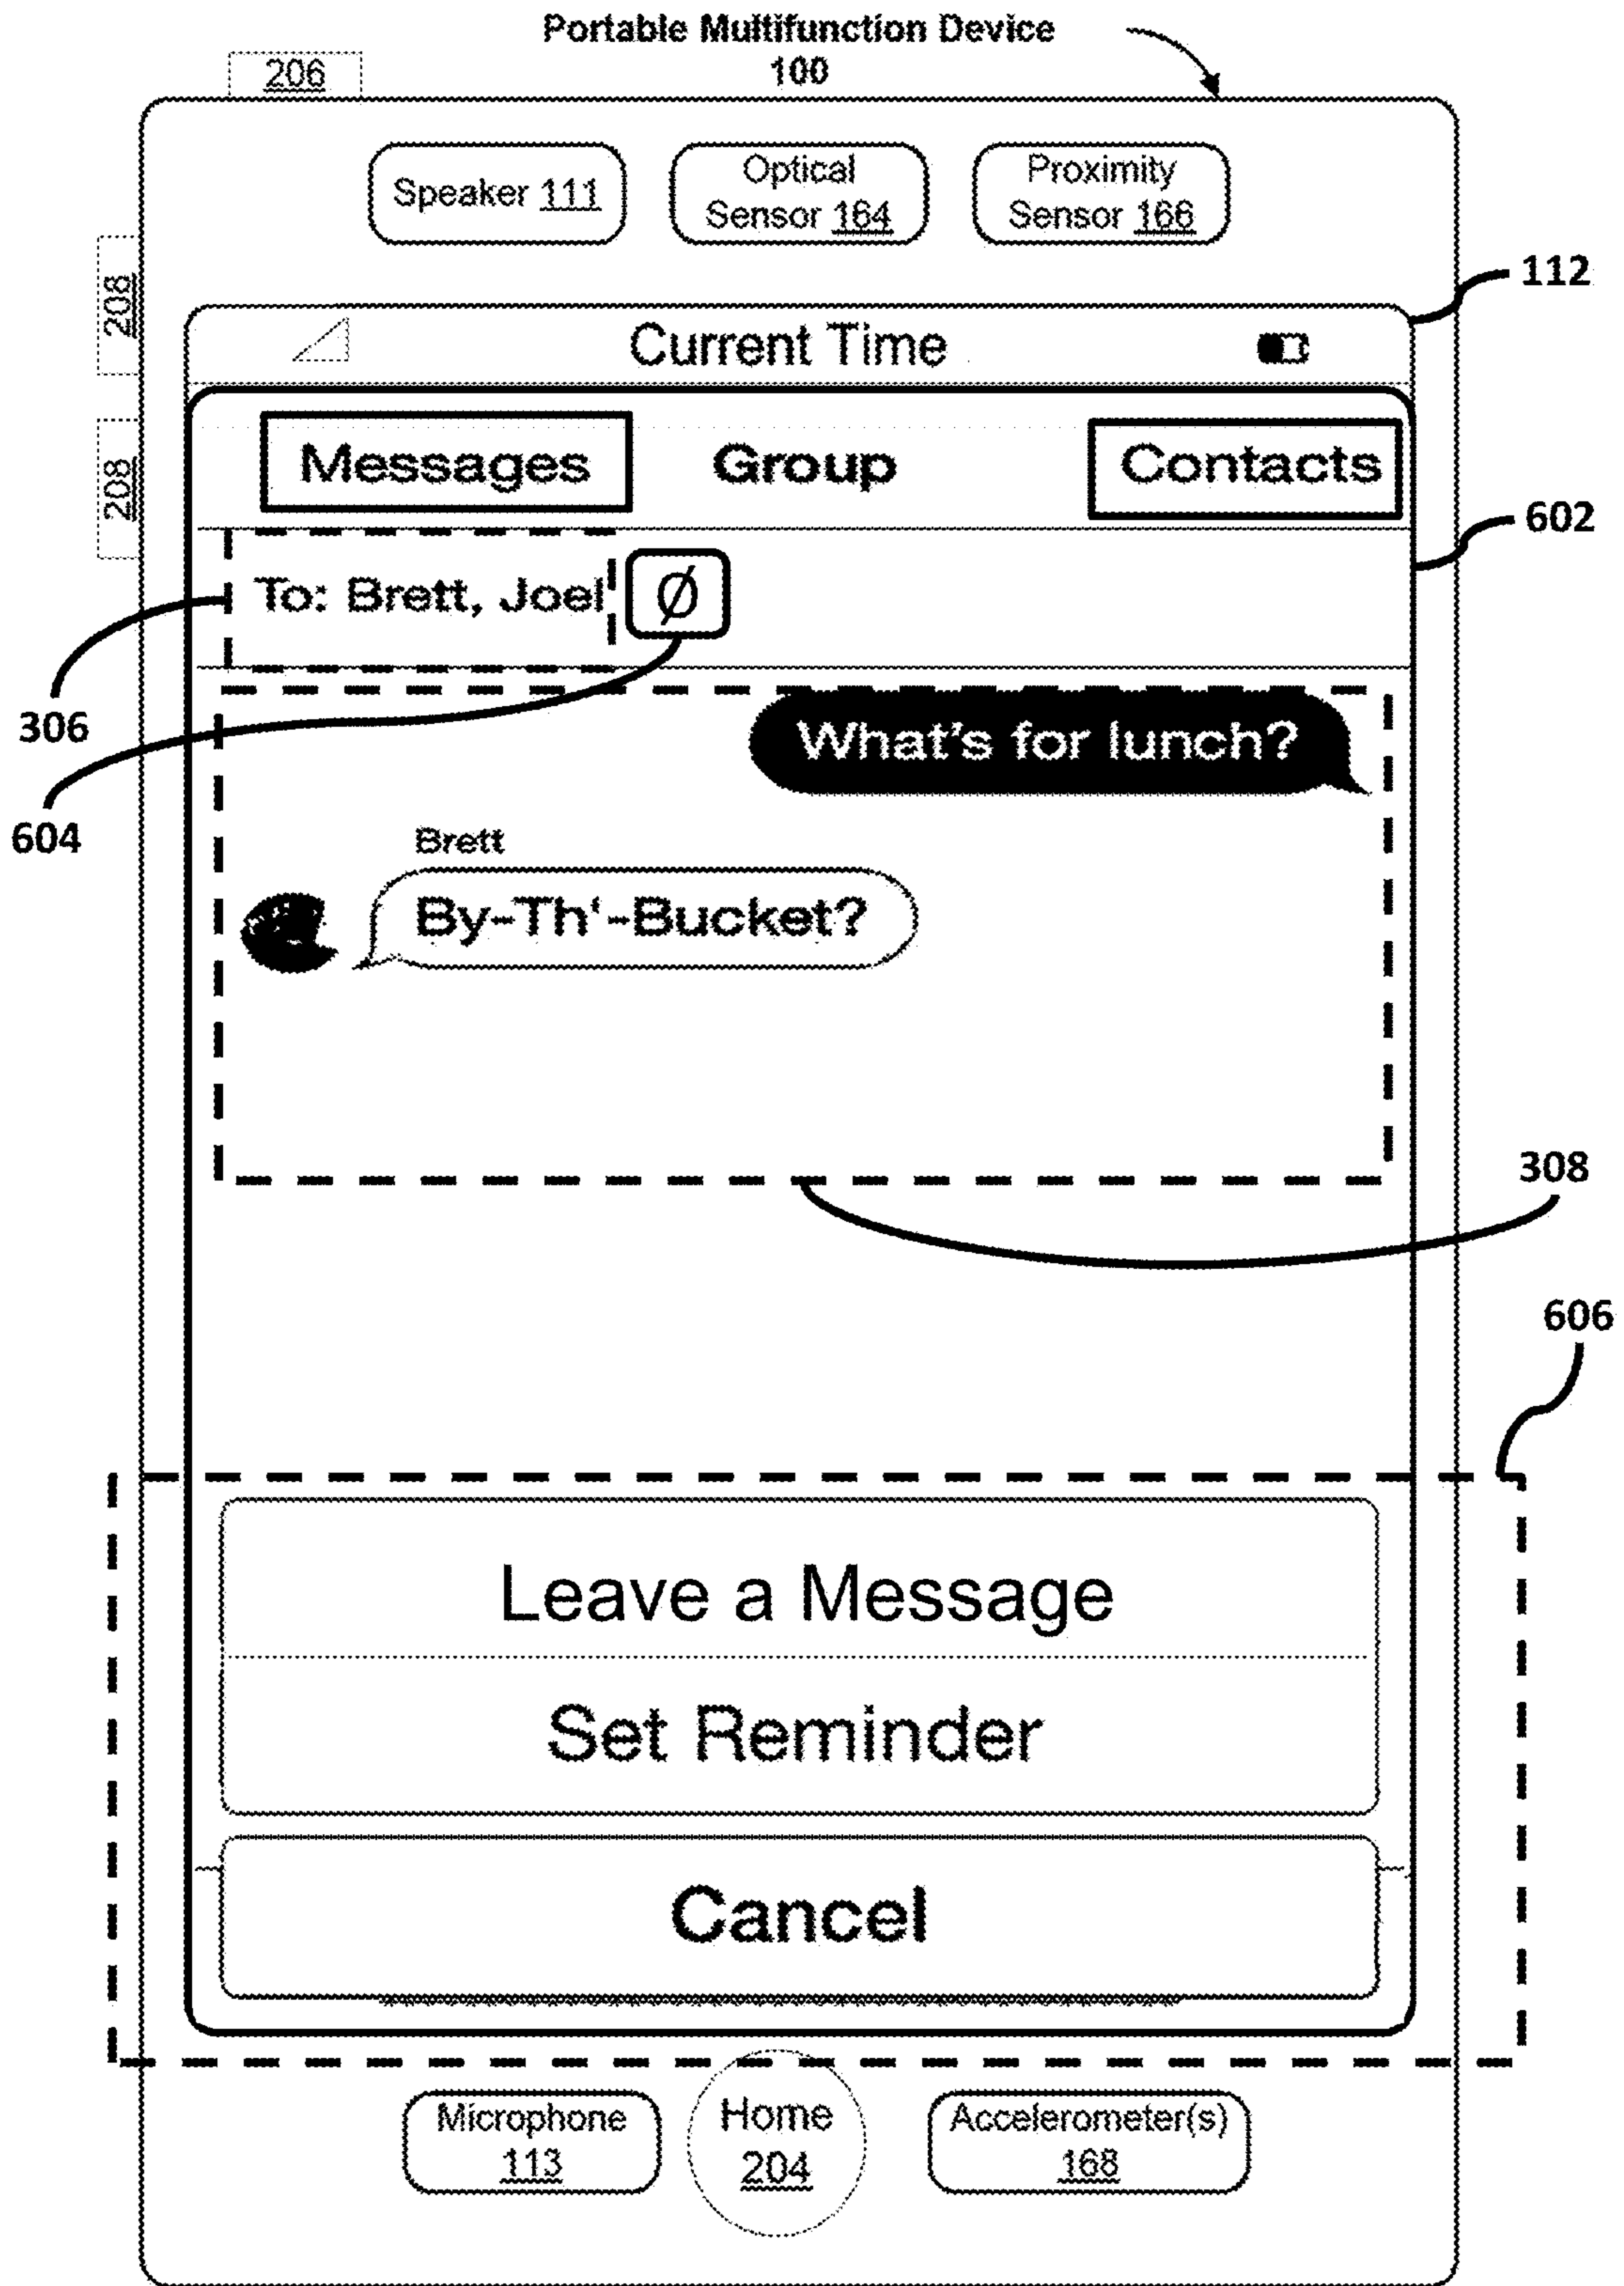 Portable Multifunction Device
100
206
Speaker 111
Optical
Sensor 164
Proximity
Sensor 166
112
208
Current Time
208
Messages
Group
Contacts
602
To: Brett, Joel
Ø
306
What's for lunch?
604
Brett
By-Th'-Bucket?
308
606
Leave a Message
Set Reminder
Cancel
Microphone
113
Home
204
Accelerometer(s)
168